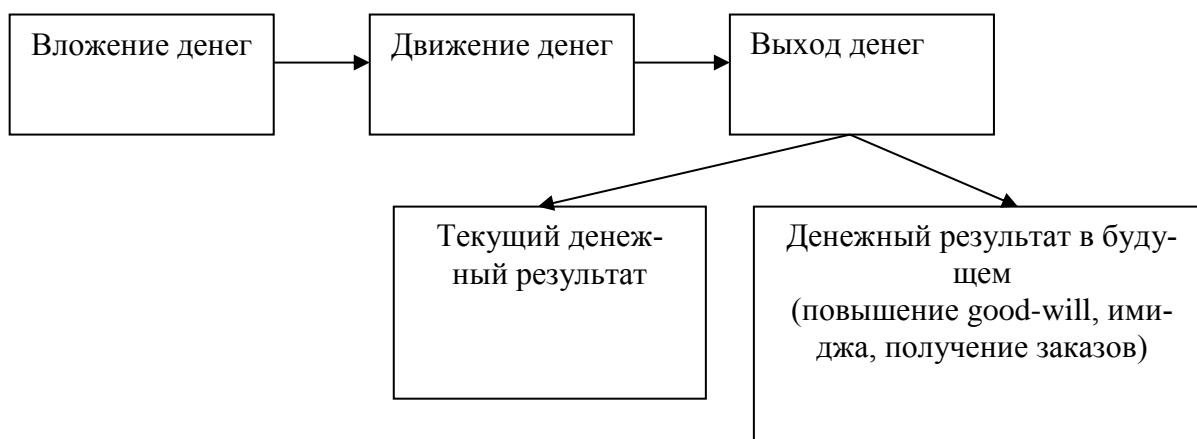 Вложение денег
Движение денег
Выход денег
Текущий денеж-
ный результат
Денежный результат в буду-
щем
(повышение good-will, ими-
джа, получение заказов)